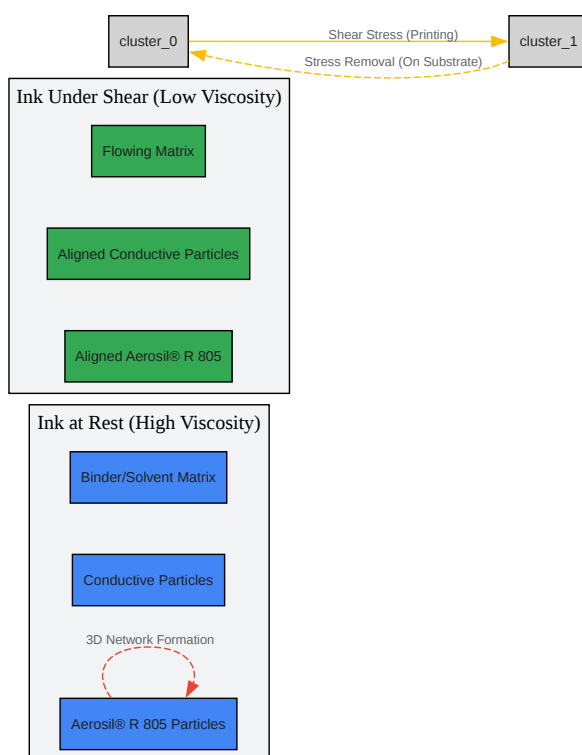 cluster_0
Shear Stress (Printing)
cluster_1
Stress Removal (On Substrate)
Ink Under Shear (Low Viscosity)
Flowing Matrix
Aligned Conductive Particles
Aligned Aerosil® R 805
Ink at Rest (High Viscosity)
Binder/Solvent Matrix
Conductive Particles
3D Network Formation
Aerosil® R 805 Particles